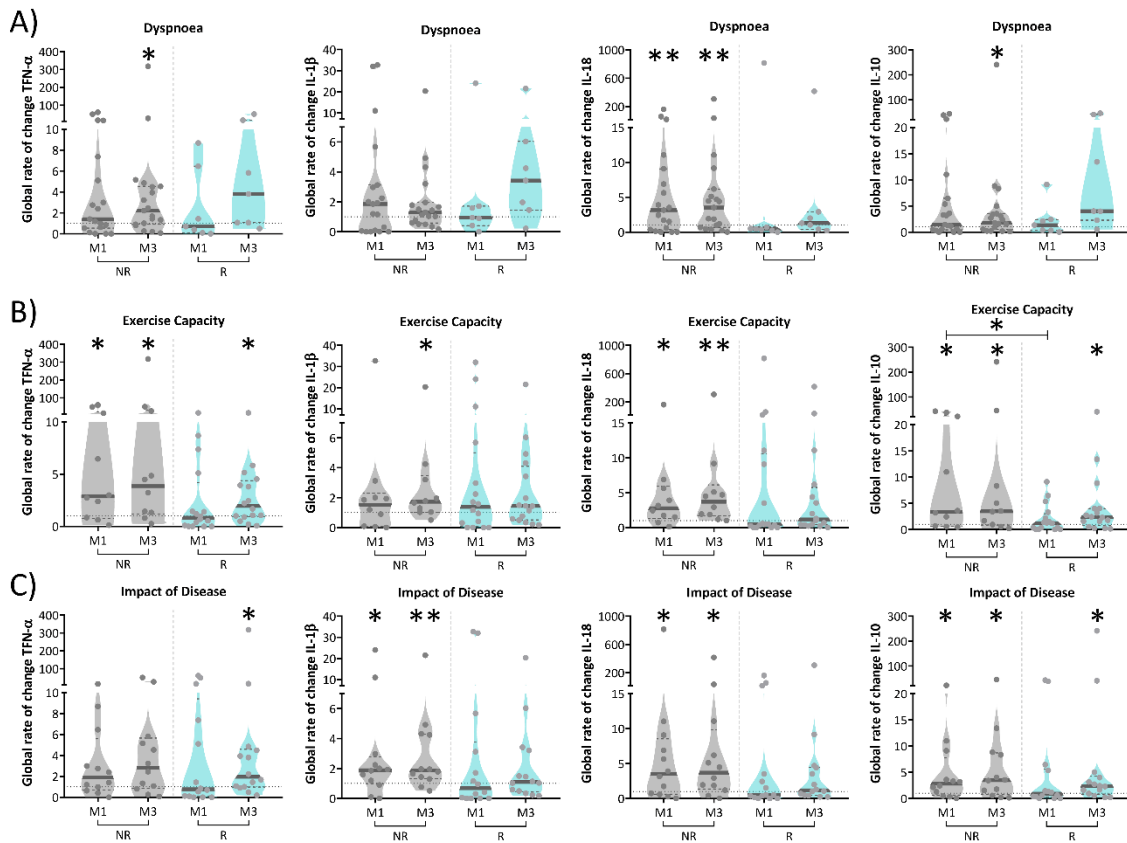 A)
Dyspnoea
Global rate of change TFN-α
400
300
200
100
10
8
6
4
2
0
*
M1 M3 M1 M3
NR R
Dyspnoea
Global rate of change IL-1β
40
30
20
10
6
4
2
0
M1 M3 M1 M3
NR R
Dyspnoea
Global rate of change IL-18
1000
600
200
15
10
5
0
** **
M1 M3 M1 M3
NR R
Dyspnoea
Global rate of change IL-10
300
200
100
20
15
10
5
0
*
M1 M3 M1 M3
NR R
B)
Exercise Capacity
Global rate of change TFN-α
400
300
200
100
10
5
0
* * *
M1 M3 M1 M3
NR R
Exercise Capacity
Global rate of change IL-1β
40
30
20
10
6
4
2
0
*
M1 M3 M1 M3
NR R
Exercise Capacity
Global rate of change IL-18
1000
600
200
15
10
5
0
* **
M1 M3 M1 M3
NR R
Exercise Capacity
Global rate of change IL-10
300
200
100
20
15
10
5
0
*
* * *
M1 M3 M1 M3
NR R
C)
Impact of Disease
Global rate of change TFN-α
400
300
200
100
10
8
6
4
2
0
*
M1 M3 M1 M3
NR R
Impact of Disease
Global rate of change IL-1β
40
30
20
10
6
4
2
0
* **
M1 M3 M1 M3
NR R
Impact of Disease
Global rate of change IL-18
1000
600
200
15
10
5
0
* *
M1 M3 M1 M3
NR R
Impact of Disease
Global rate of change IL-10
300
200
100
20
15
10
5
0
* * *
M1 M3 M1 M3
NR R